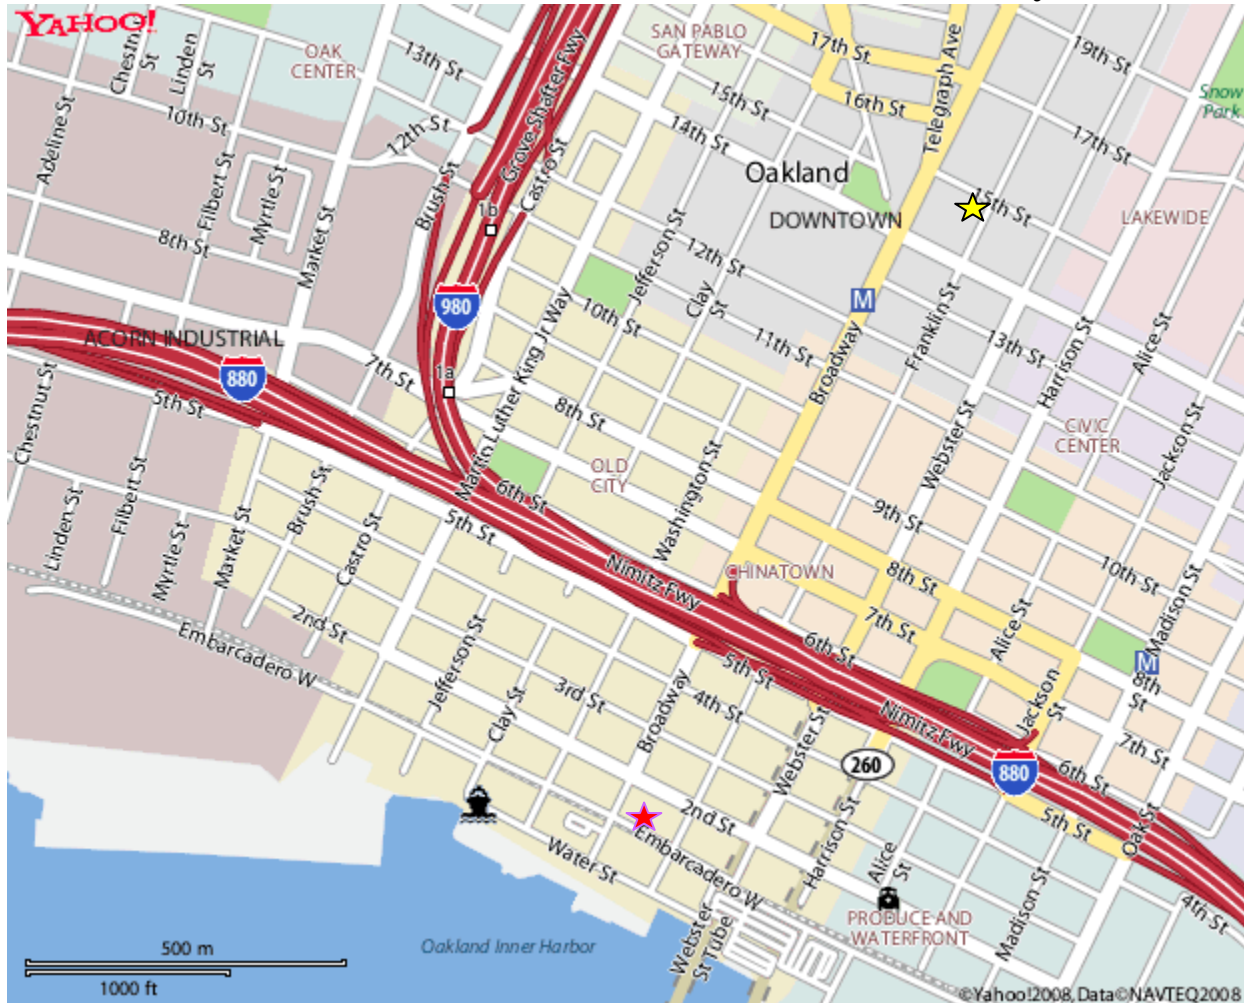 YAHOO!
SAN PABLO
GATEWAY
17th St
Telegraph Ave
19th St
OAK
CENTER
13th St
Chestn
St
Linden
St
Grove Shafter Fwy
15th St
16th St
Snow
Park
10th St
12th St
14th St
17th St
Adeline St
Castro St
Oakland
Filbert St
Myrtle St
Brush St
1b
15th St
DOWNTOWN
LAKEWIDE
Market St
8th St
Jefferson St
12th St
Clay
St
980
10th St
M
Franklin St
11th St
13th St
Harrison St
Alice St
ACORN INDUSTRIAL
Martin Luther King Jr Way
Broadway
880
7th St
1a
5th St
8th St
Chestnut St
Webster St
CIVIC
CENTER
Jackson St
OLD
CITY
Washington St
Linden St
Filbert St
Brush St
6th St
9th St
5th St
Myrtle St
Market St
Castro St
Nimitz Fwy
CHINATOWN
8th St
10th St
7th St
Alice St
Madison St
2nd St
Embarcadero W
6th St
5th St
M
8th
St
Jefferson St
3rd St
Clay St
Broadway
4th St
Nimitz Fwy
Jackson
St
7th St
Webster St
260
880
6th St
2nd St
5th St
Oak St
Harrison St
Embarcadero W
Water St
Alice
St
Madison St
4th St
PRODUCE AND
WATERFRONT
Webster
St Tube
500 m
Oakland Inner Harbor
1000 ft
©Yahoo!2008, Data©NAVTEQ2008